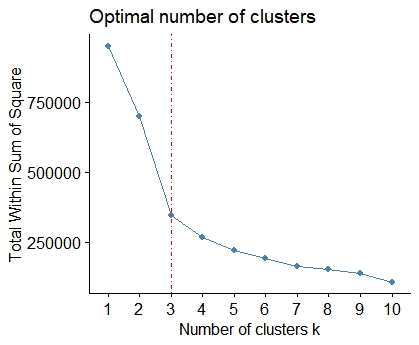 Optimal number of clusters
Total Within Sum of Square
750000
500000
250000
1 2 3 4 5 6 7 8 9 10
Number of clusters k